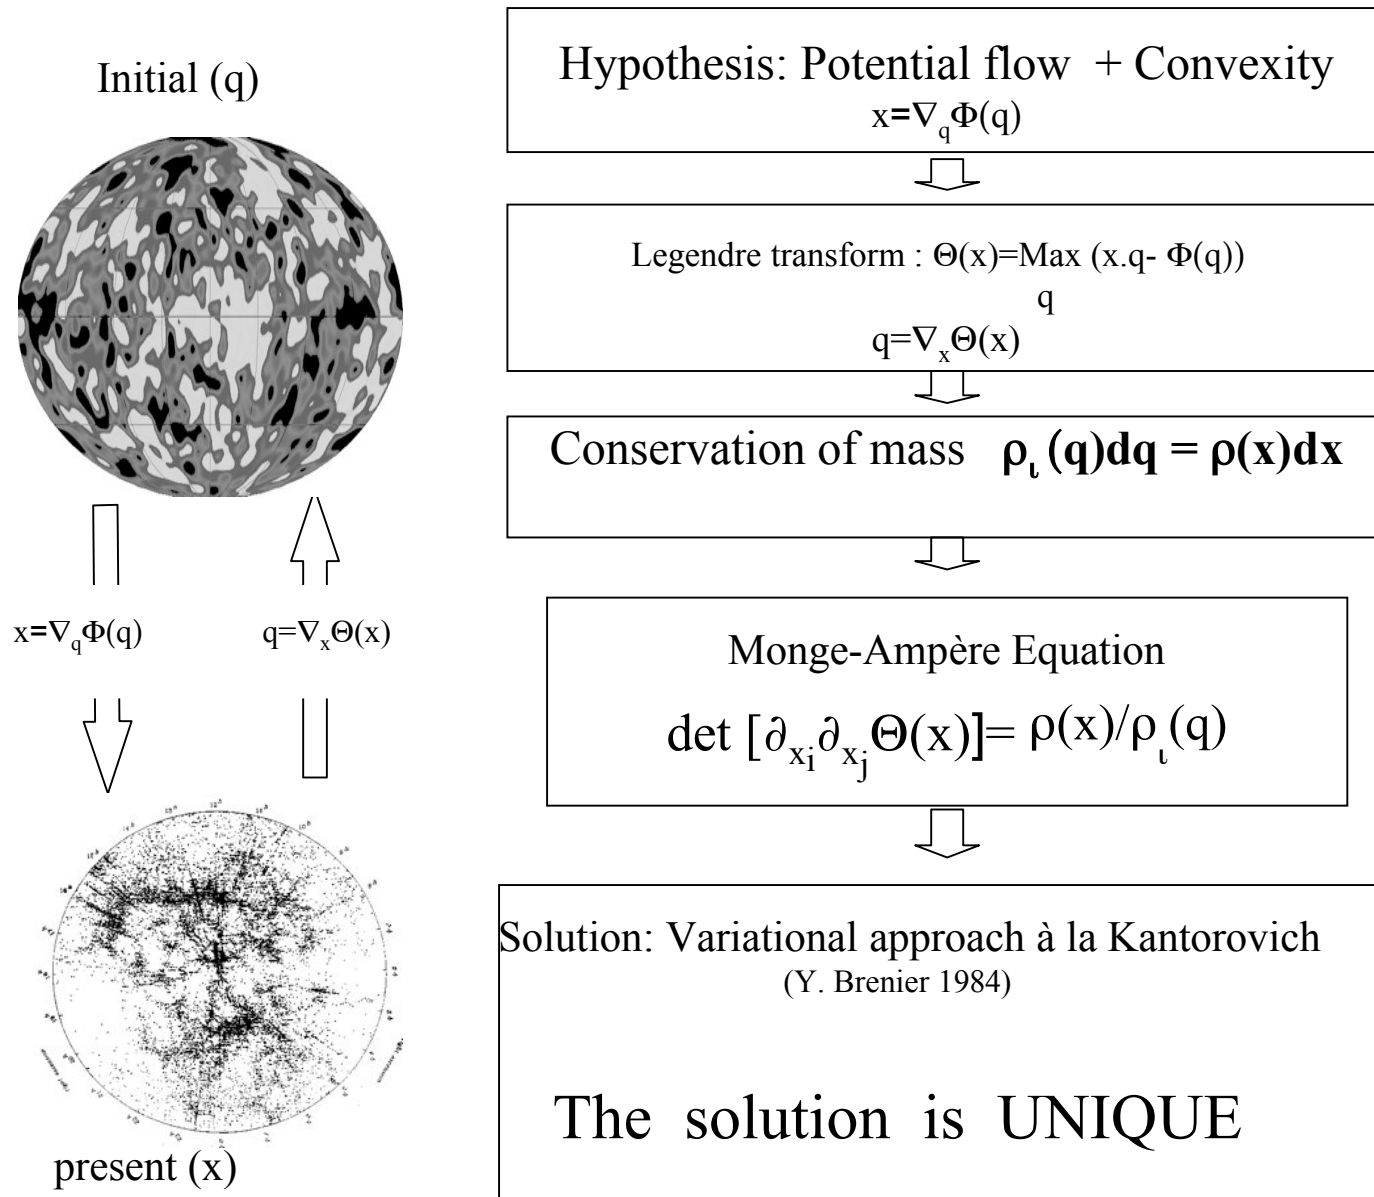 Initial (q)
x=∇qΦ(q)
q=∇xΘ(x)
present (x)
Hypothesis: Potential flow + Convexity
x=∇qΦ(q)
Legendre transform : Θ(x)=Max (x.q- Φ(q))
q
q=∇xΘ(x)
Conservation of mass ρι(q)dq = ρ(x)dx
Monge-Ampère Equation
det [∂xi∂xjΘ(x)]= ρ(x)/ρι(q)
Solution: Variational approach à la Kantorovich
(Y. Brenier 1984)
The solution is UNIQUE